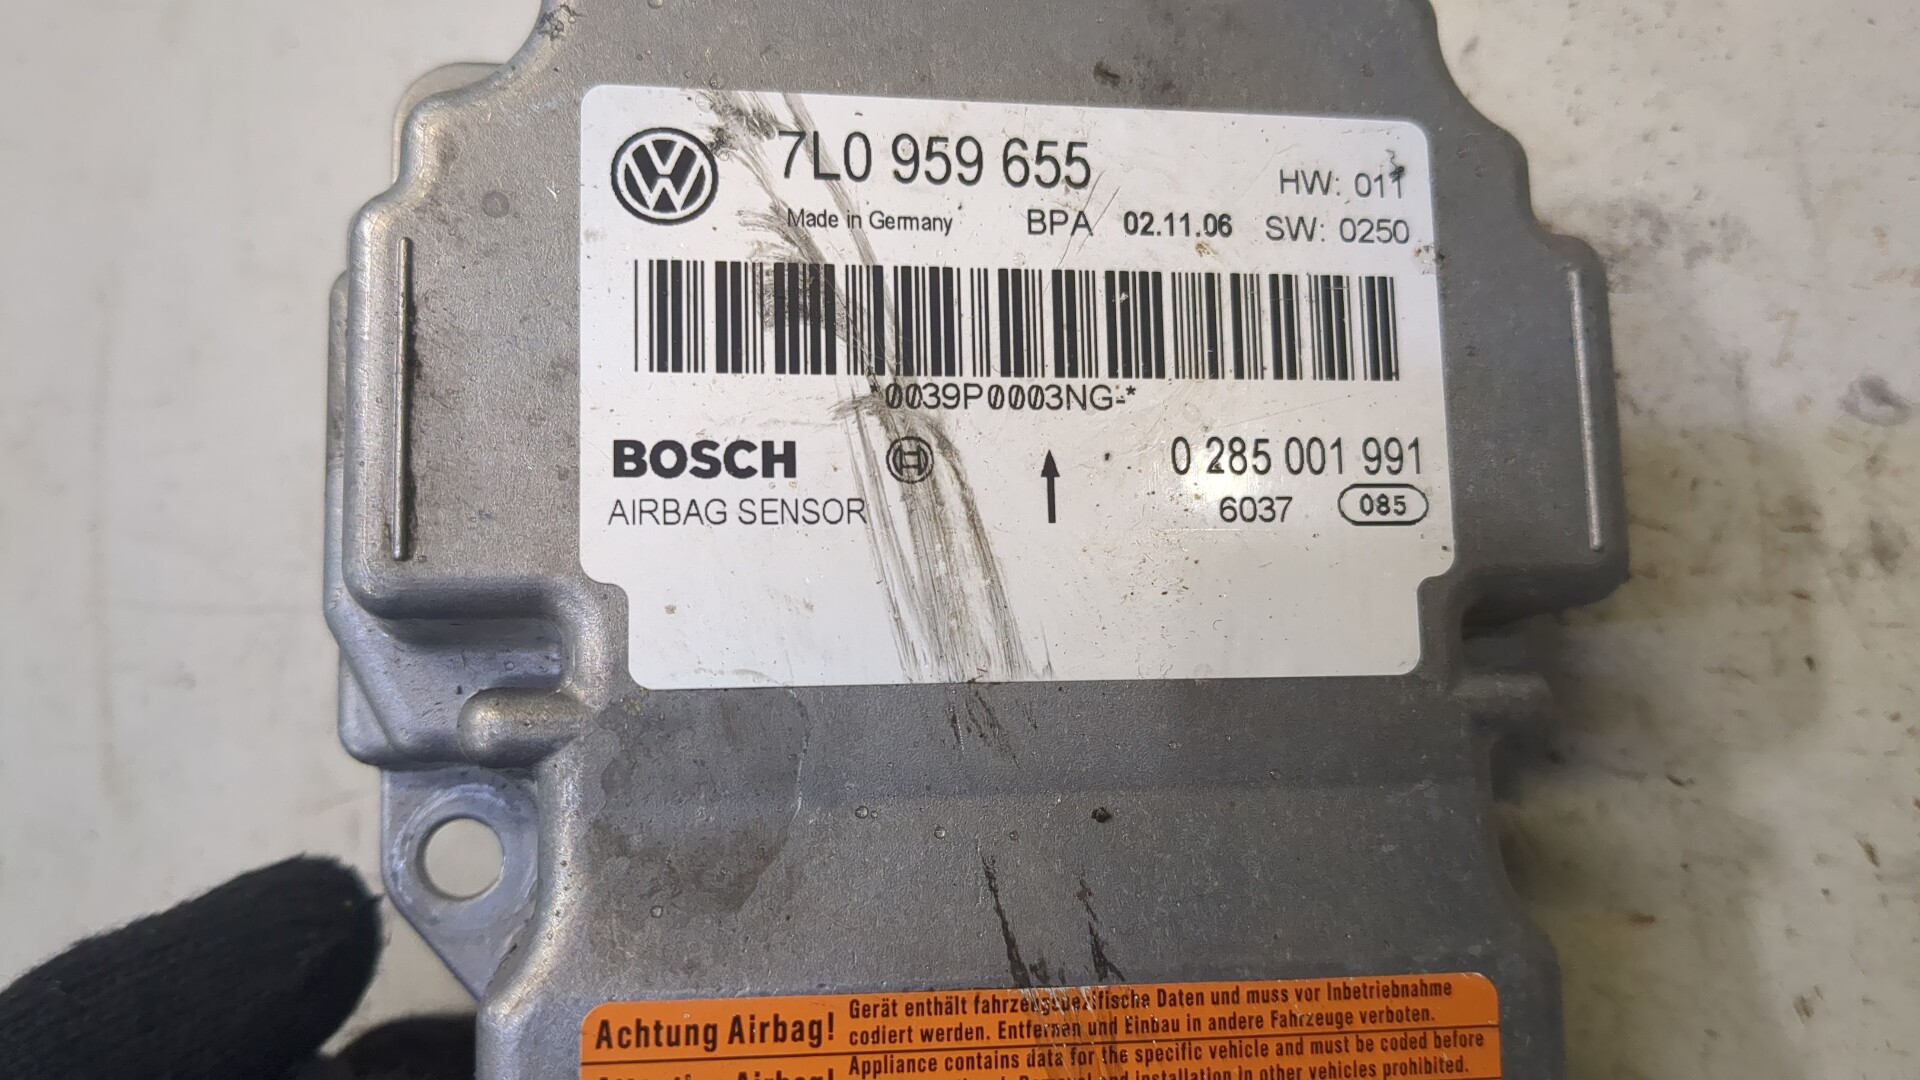 7L0 959 655
HW: 011
Made in Germany BPA 02.11.06 SW: 0250
*0039P0003NG-*
BOSCH 0 285 001 991
AIRBAG SENSOR 6037 085
Achtung Airbag! Gerät enthält fahrzeugspezifische Daten und muss vor Inbetriebnahme
codiert werden. Entfernen und Einbau in andere Fahrzeuge verboten.
Airbag! Appliance contains data for the specific vehicle and must be coded before
Removal and installation in other vehicles prohibited.